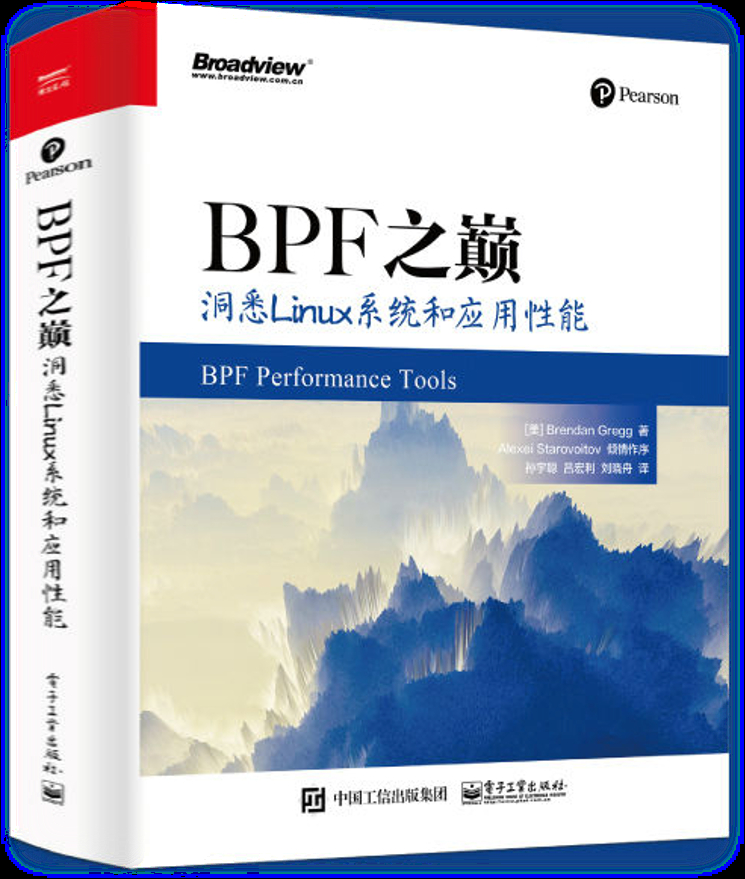 Pearson
BPF之巅
洞悉Linux系统和应用性能
电子工业出版社
Broadview®
www.broadview.com.cn
Pearson
BPF之巅
洞悉Linux系统和应用性能
BPF Performance Tools
[美] Brendan Gregg 著
Alexei Starovoitov 倾情作序
孙宇聪 吕宏利 刘晓舟 译
中国工信出版集团
电子工业出版社